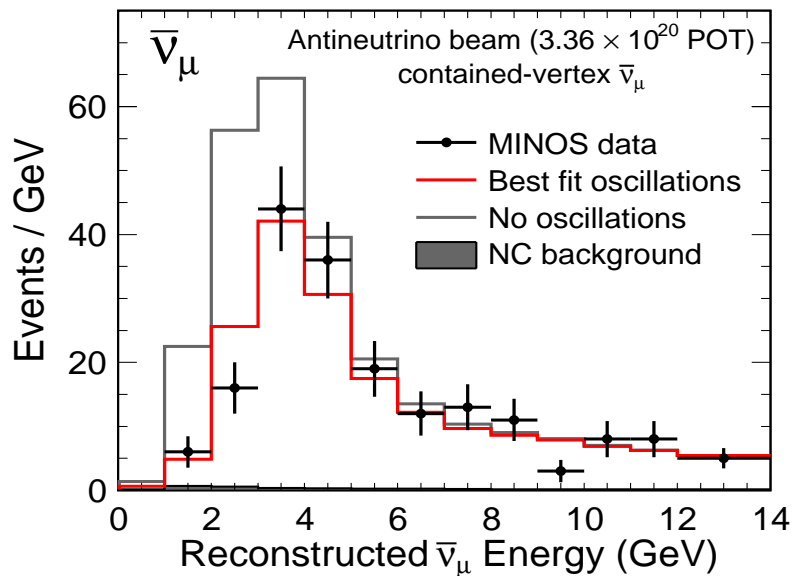 ν̅μ
Antineutrino beam (3.36 × 10²⁰ POT)
contained-vertex ν̅μ
MINOS data
Best fit oscillations
No oscillations
NC background
Events / GeV
60
40
20
0
0 2 4 6 8 10 12 14
Reconstructed ν̅μ Energy (GeV)